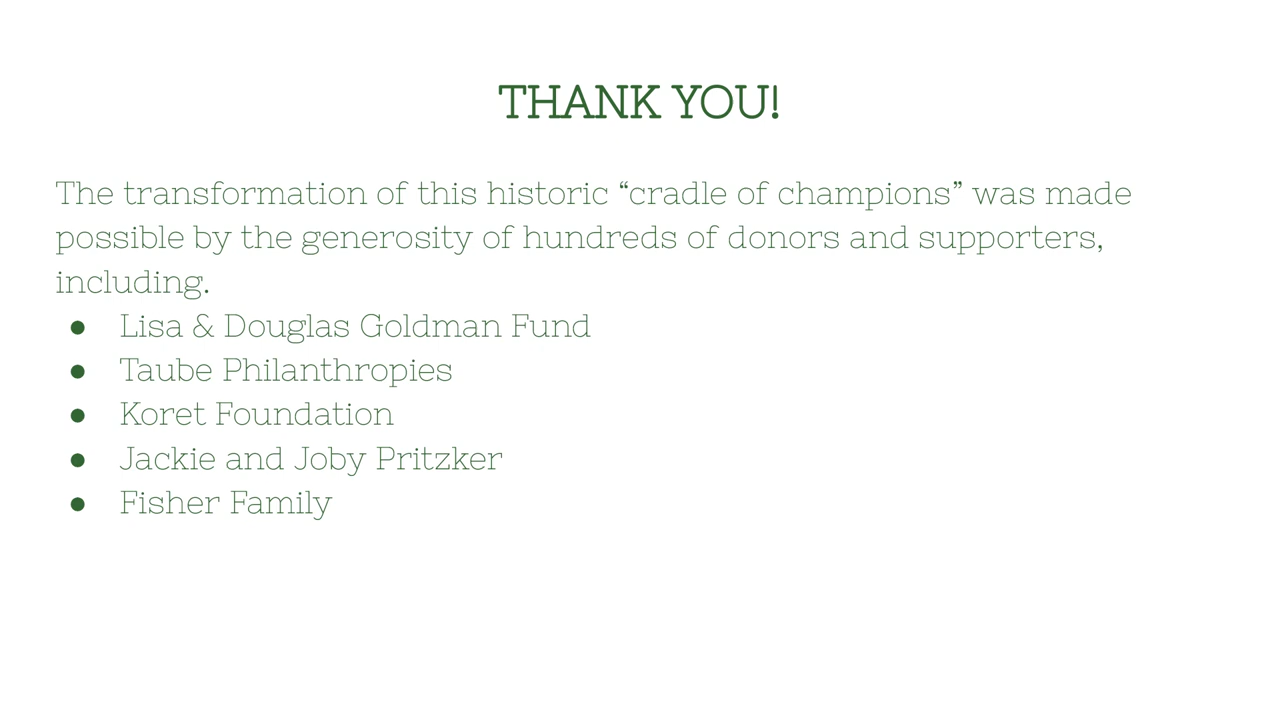 THANK YOU!
The transformation of this historic “cradle of champions” was made
possible by the generosity of hundreds of donors and supporters,
including.
● Lisa & Douglas Goldman Fund
● Taube Philanthropies
● Koret Foundation
● Jackie and Joby Pritzker
● Fisher Family